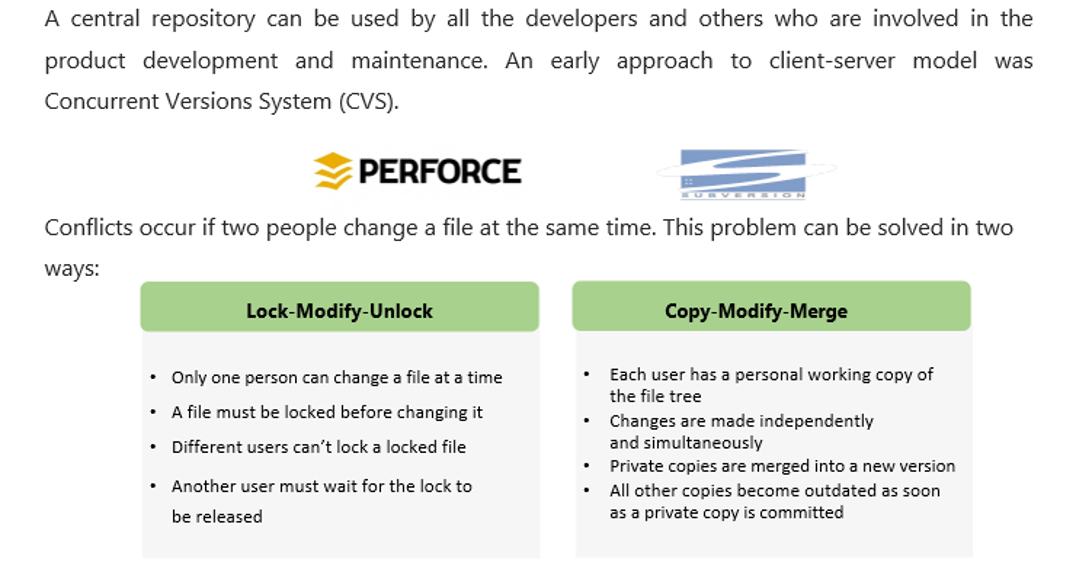 A central repository can be used by all the developers and others who are involved in the
product development and maintenance. An early approach to client-server model was
Concurrent Versions System (CVS).
PERFORCE
SUBVERSION
Conflicts occur if two people change a file at the same time. This problem can be solved in two
ways:
Lock-Modify-Unlock
• Only one person can change a file at a time
• A file must be locked before changing it
• Different users can’t lock a locked file
• Another user must wait for the lock to
be released
Copy-Modify-Merge
• Each user has a personal working copy of
the file tree
• Changes are made independently
and simultaneously
• Private copies are merged into a new version
• All other copies become outdated as soon
as a private copy is committed